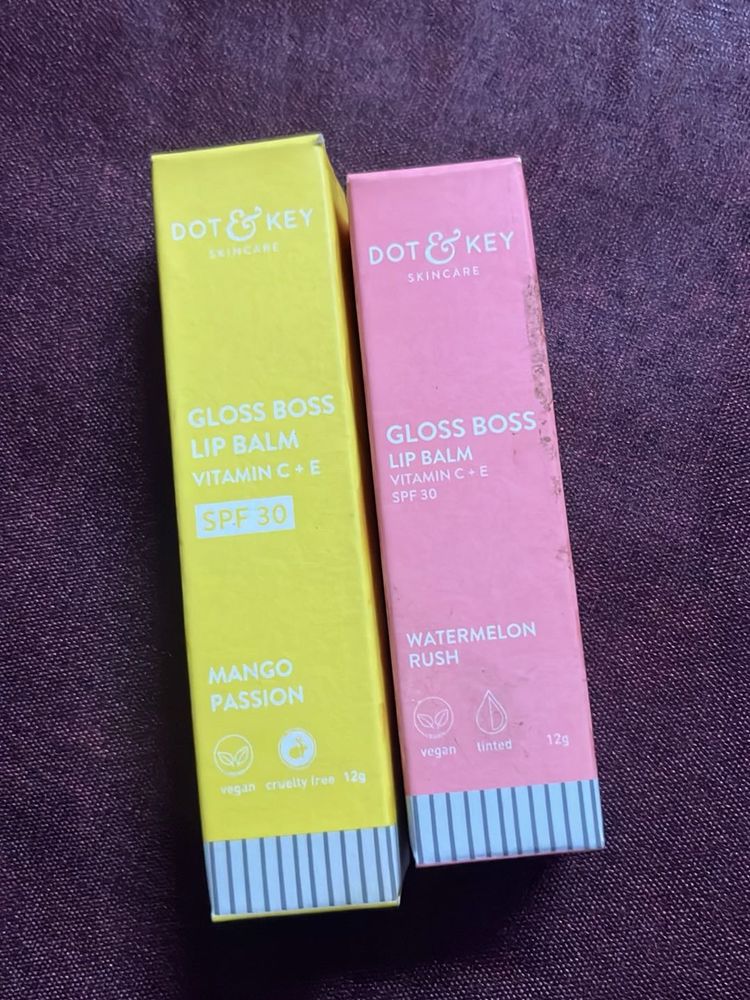 DOT & KEY
SKINCARE
GLOSS BOSS
LIP BALM
VITAMIN C + E
SPF 30
MANGO
PASSION
vegan
cruelty free
12g
DOT & KEY
SKINCARE
GLOSS BOSS
LIP BALM
VITAMIN C + E
SPF 30
WATERMELON
RUSH
vegan
tinted
12g